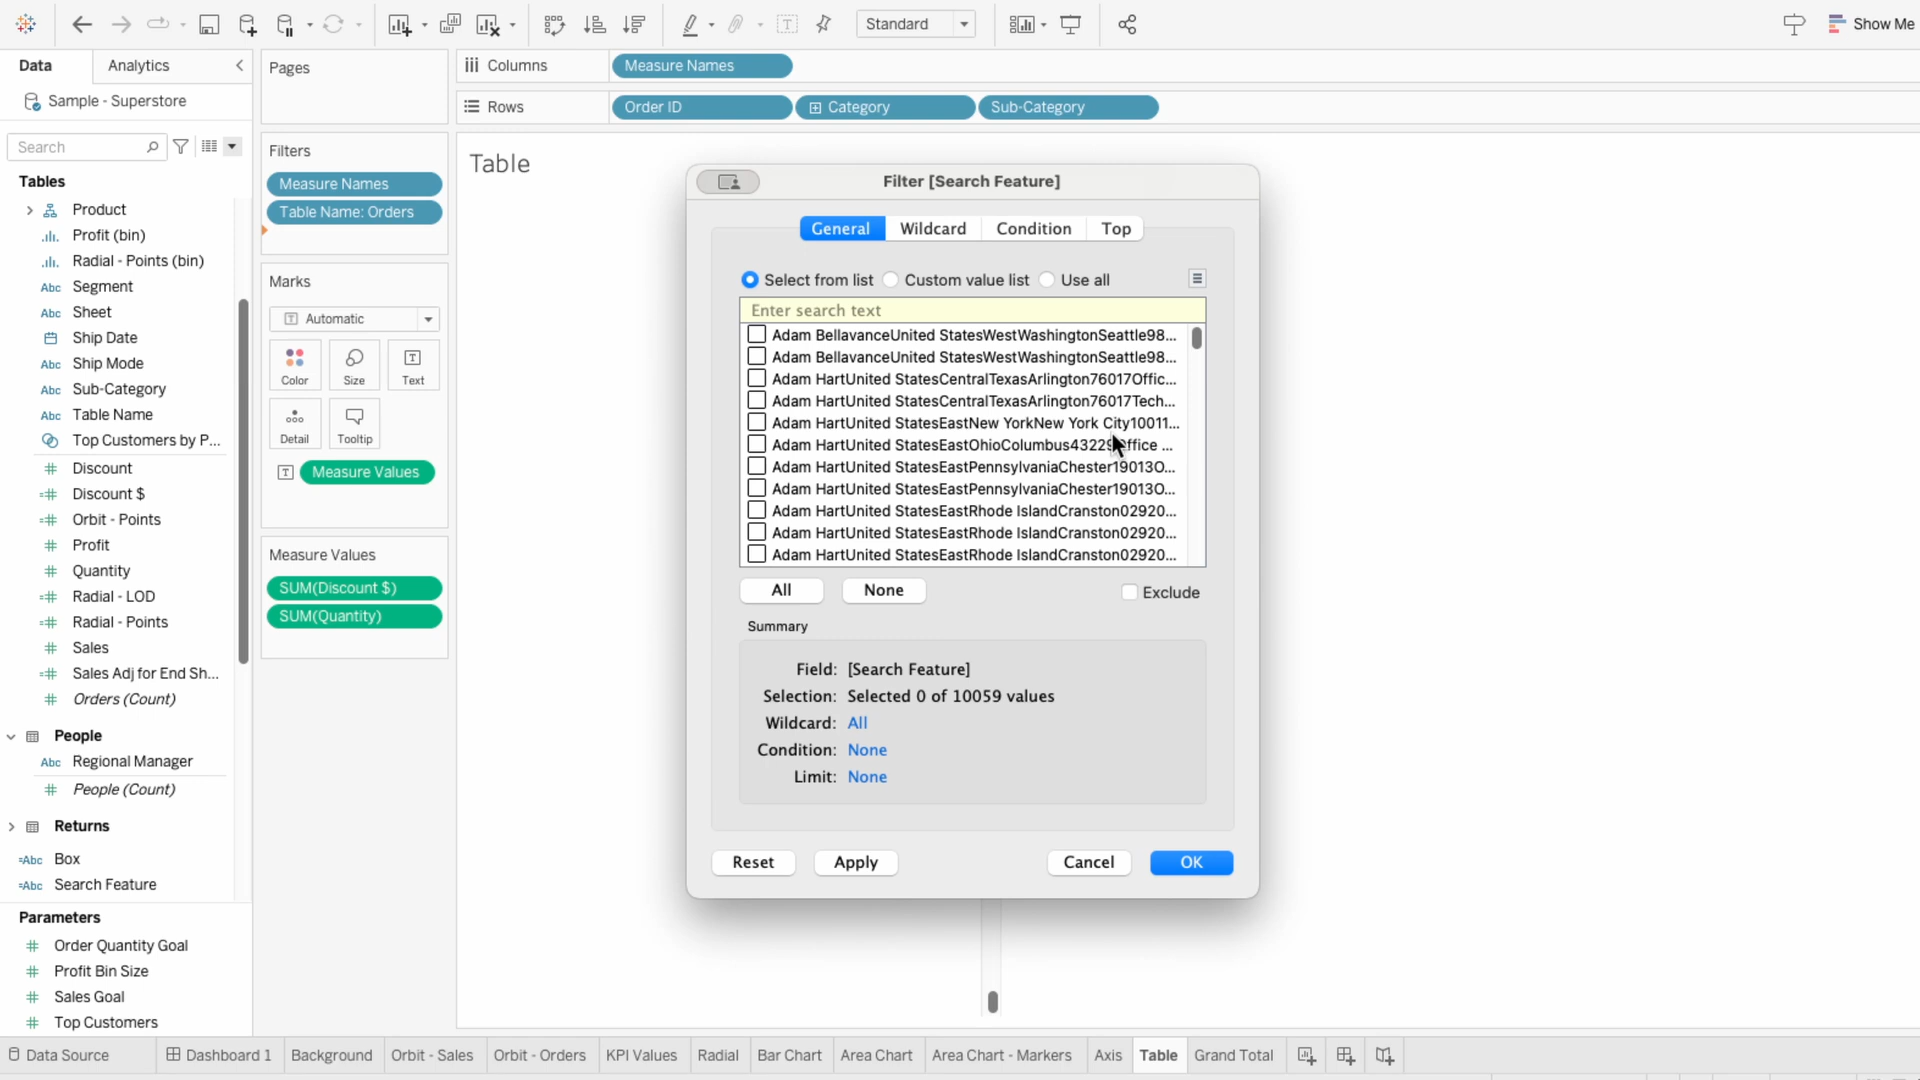 Standard
Show Me
Data
Analytics
Sample - Superstore
Search
Tables
Product
Profit (bin)
Radial - Points (bin)
Abc Segment
Abc Sheet
Ship Date
Abc Ship Mode
Abc Sub-Category
Abc Table Name
Top Customers by P...
Discount
Discount $
Orbit - Points
Profit
Quantity
Radial - LOD
Radial - Points
Sales
Sales Adj for End Sh...
Orders (Count)
People
Abc Regional Manager
People (Count)
Returns
=Abc Box
=Abc Search Feature
Parameters
Order Quantity Goal
Profit Bin Size
Sales Goal
Top Customers
Pages
Filters
Measure Names
Table Name: Orders
Marks
Automatic
Color
Size
Text
Detail
Tooltip
Measure Values
Measure Values
SUM(Discount $)
SUM(Quantity)
Columns
Measure Names
Rows
Order ID
Category
Sub-Category
Table
Filter [Search Feature]
General
Wildcard
Condition
Top
Select from list
Custom value list
Use all
Enter search text
Adam BellavanceUnited StatesWestWashingtonSeattle98...
Adam BellavanceUnited StatesWestWashingtonSeattle98...
Adam HartUnited StatesCentralTexasArlington76017Offic...
Adam HartUnited StatesCentralTexasArlington76017Tech...
Adam HartUnited StatesEastNew YorkNew York City10011...
Adam HartUnited StatesEastOhioColumbus43229Office ...
Adam HartUnited StatesEastPennsylvaniaChester19013O...
Adam HartUnited StatesEastPennsylvaniaChester19013O...
Adam HartUnited StatesEastRhode IslandCranston02920...
Adam HartUnited StatesEastRhode IslandCranston02920...
Adam HartUnited StatesEastRhode IslandCranston02920...
All
None
Exclude
Summary
Field: [Search Feature]
Selection: Selected 0 of 10059 values
Wildcard: All
Condition: None
Limit: None
Reset
Apply
Cancel
OK
Data Source
Dashboard 1
Background
Orbit - Sales
Orbit - Orders
KPI Values
Radial
Bar Chart
Area Chart
Area Chart - Markers
Axis
Table
Grand Total